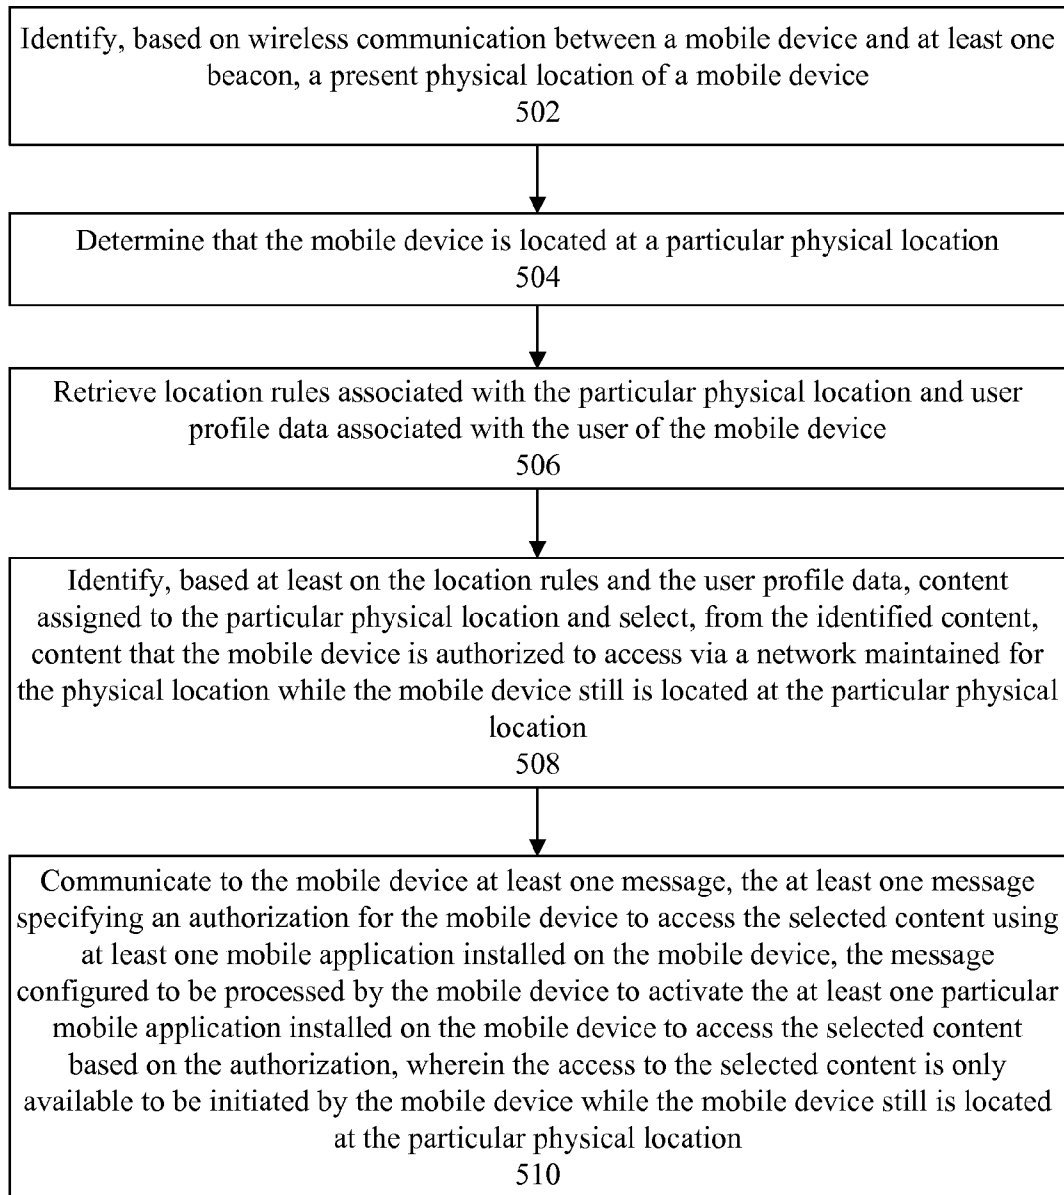 Identify, based on wireless communication between a mobile device and at least one
beacon, a present physical location of a mobile device
502
Determine that the mobile device is located at a particular physical location
504
Retrieve location rules associated with the particular physical location and user
profile data associated with the user of the mobile device
506
Identify, based at least on the location rules and the user profile data, content
assigned to the particular physical location and select, from the identified content,
content that the mobile device is authorized to access via a network maintained for
the physical location while the mobile device still is located at the particular physical
location
508
Communicate to the mobile device at least one message, the at least one message
specifying an authorization for the mobile device to access the selected content using
at least one mobile application installed on the mobile device, the message
configured to be processed by the mobile device to activate the at least one particular
mobile application installed on the mobile device to access the selected content
based on the authorization, wherein the access to the selected content is only
available to be initiated by the mobile device while the mobile device still is located
at the particular physical location
510